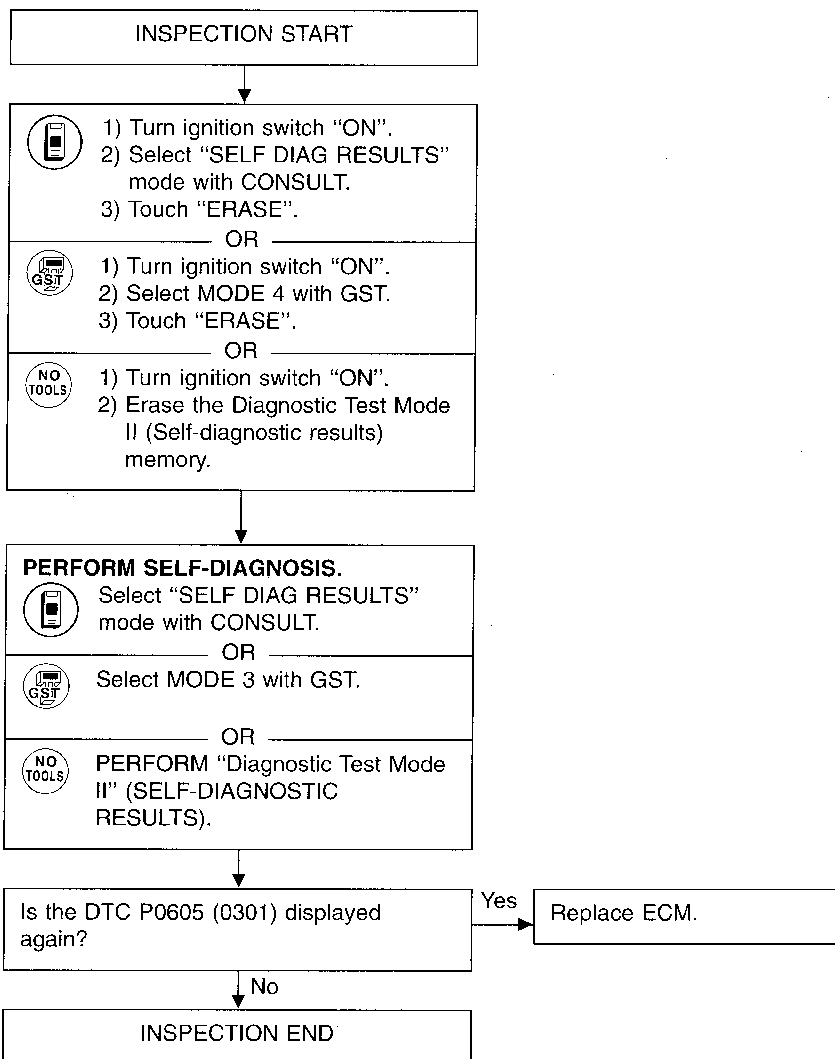 INSPECTION START
1) Turn ignition switch “ON”.
2) Select “SELF DIAG RESULTS”
mode with CONSULT.
3) Touch “ERASE”.
OR
GST
1) Turn ignition switch “ON”.
2) Select MODE 4 with GST.
3) Touch “ERASE”.
OR
NO
TOOLS
1) Turn ignition switch “ON”.
2) Erase the Diagnostic Test Mode
II (Self-diagnostic results)
memory.
PERFORM SELF-DIAGNOSIS.
Select “SELF DIAG RESULTS”
mode with CONSULT.
OR
GST
Select MODE 3 with GST.
OR
NO
TOOLS
PERFORM “Diagnostic Test Mode
II” (SELF-DIAGNOSTIC
RESULTS).
Is the DTC P0605 (0301) displayed
again?
Yes
Replace ECM.
No
INSPECTION END